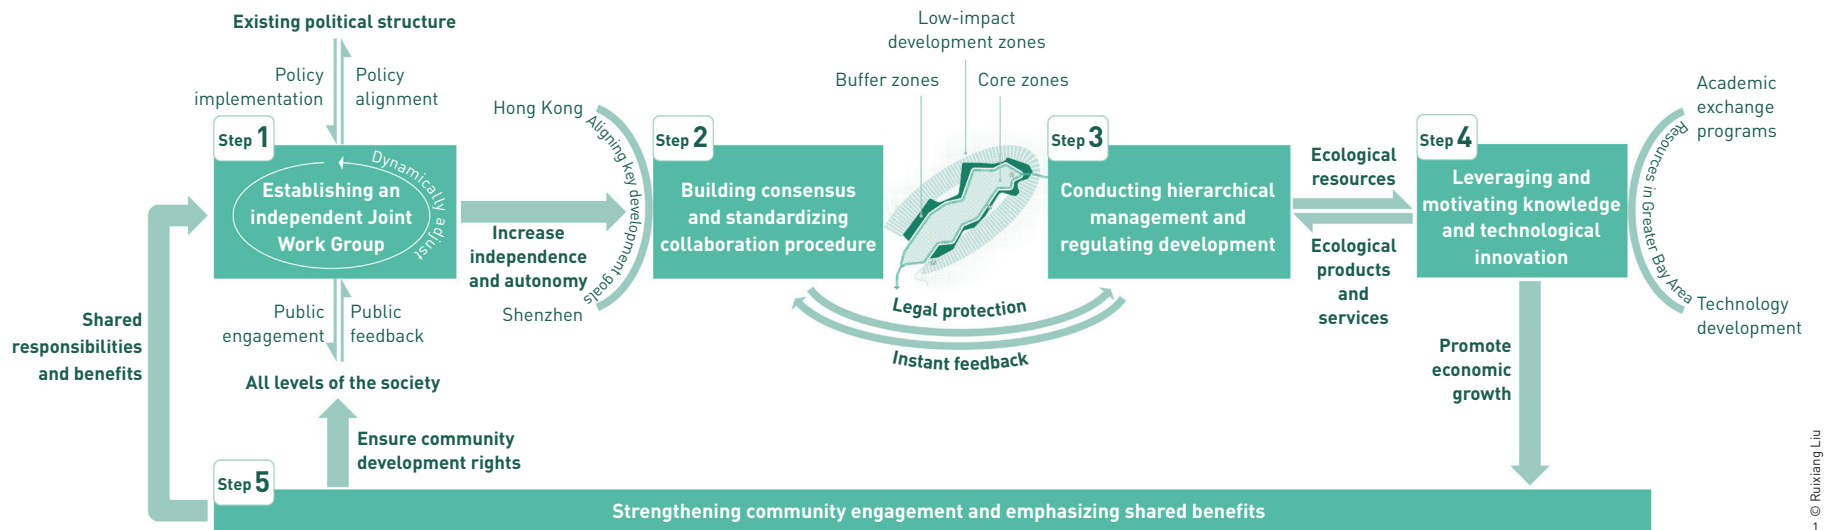 Existing political structure
Policy
implementation
Policy
alignment
Step 1
Dynamically adjust
Establishing an
independent Joint
Work Group
Public
engagement
Public
feedback
All levels of the society
Shared
responsibilities
and benefits
Ensure community
development rights
Increase
independence
and autonomy
Hong Kong
Aligning key development goals
Shenzhen
Step 2
Building consensus
and standardizing
collaboration procedure
Low-impact
development zones
Buffer zones
Core zones
Legal protection
Instant feedback
Step 3
Conducting hierarchical
management and
regulating development
Ecological
resources
Ecological
products
and
services
Step 4
Leveraging and
motivating knowledge
and technological
innovation
Resources in Greater Bay Area
Academic
exchange
programs
Technology
development
Promote
economic
growth
Step 5
Strengthening community engagement and emphasizing shared benefits
© Ruixiang Liu
1